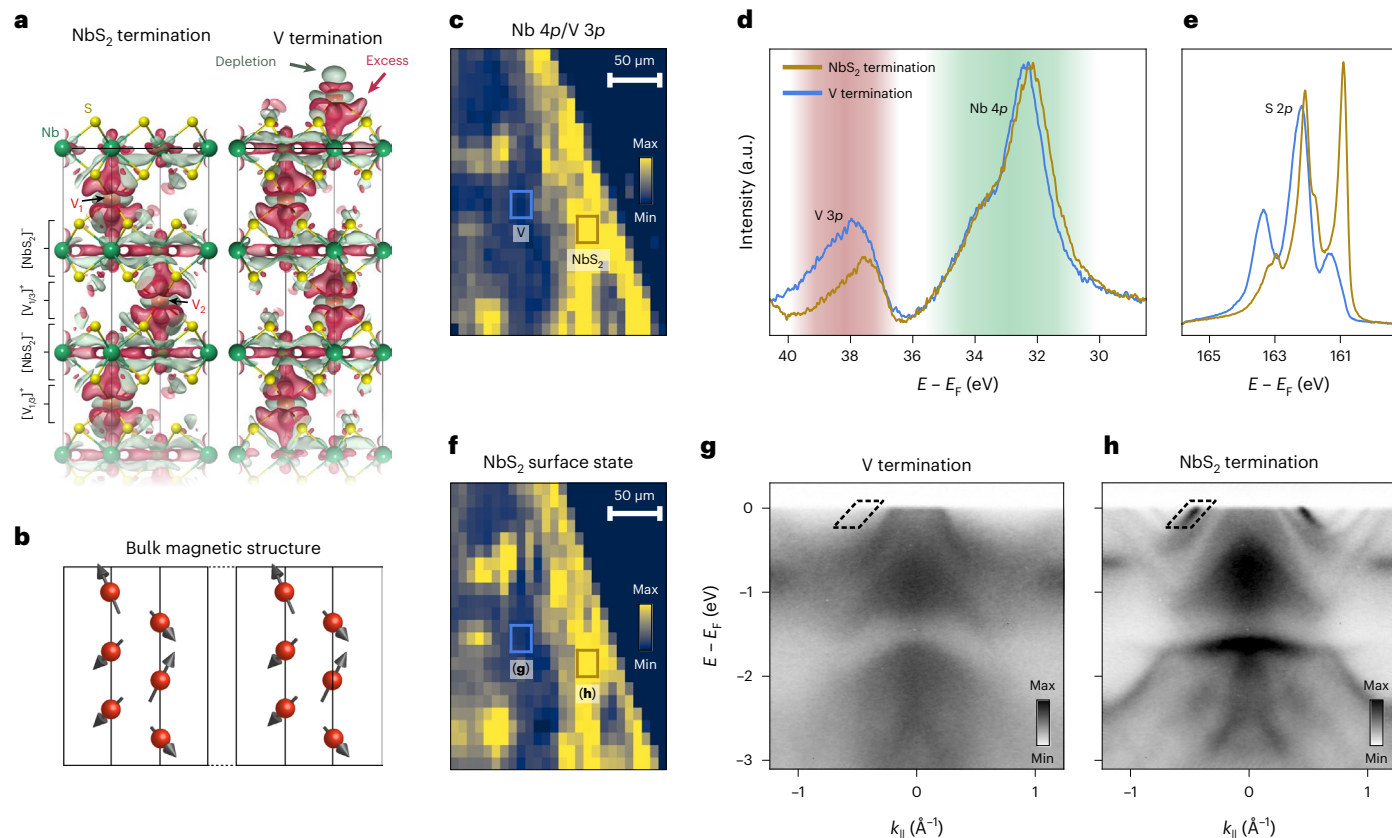 a
NbS2 termination
V termination
Depletion
Excess
S
Nb
V1
V2
[NbS2]−
[V1/3]+
[NbS2]−
[V1/3]+
b
Bulk magnetic structure
c
Nb 4p/V 3p
50 µm
Max
Min
V
NbS2
d
NbS2 termination
V termination
Nb 4p
V 3p
Intensity (a.u.)
40
38
36
34
32
30
E – EF (eV)
e
S 2p
165
163
161
E – EF (eV)
f
NbS2 surface state
50 µm
Max
Min
(g)
(h)
g
V termination
0
–1
–2
–3
E – EF (eV)
Max
Min
–1
0
1
k|| (Å–1)
h
NbS2 termination
Max
Min
–1
0
1
k|| (Å–1)